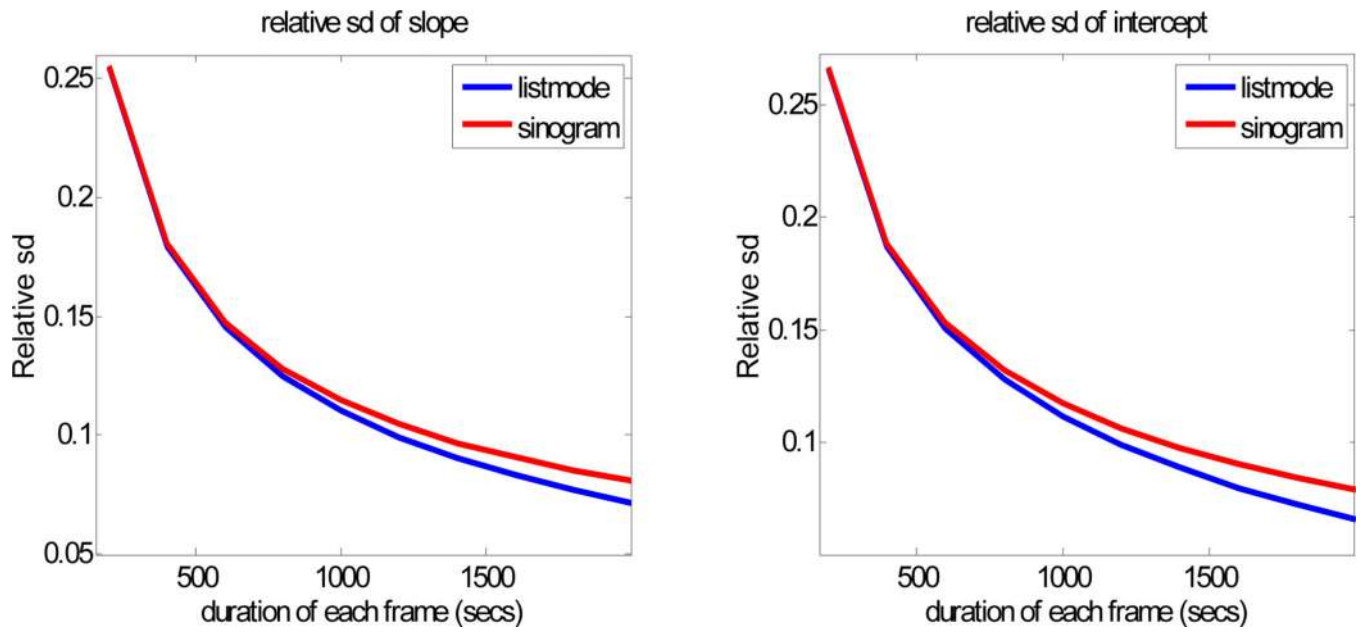 relative sd of slope
0.25
0.2
0.15
0.1
0.05
Relative sd
listmode
sinogram
500
1000
1500
duration of each frame (secs)
relative sd of intercept
0.25
0.2
0.15
0.1
Relative sd
listmode
sinogram
500
1000
1500
duration of each frame (secs)